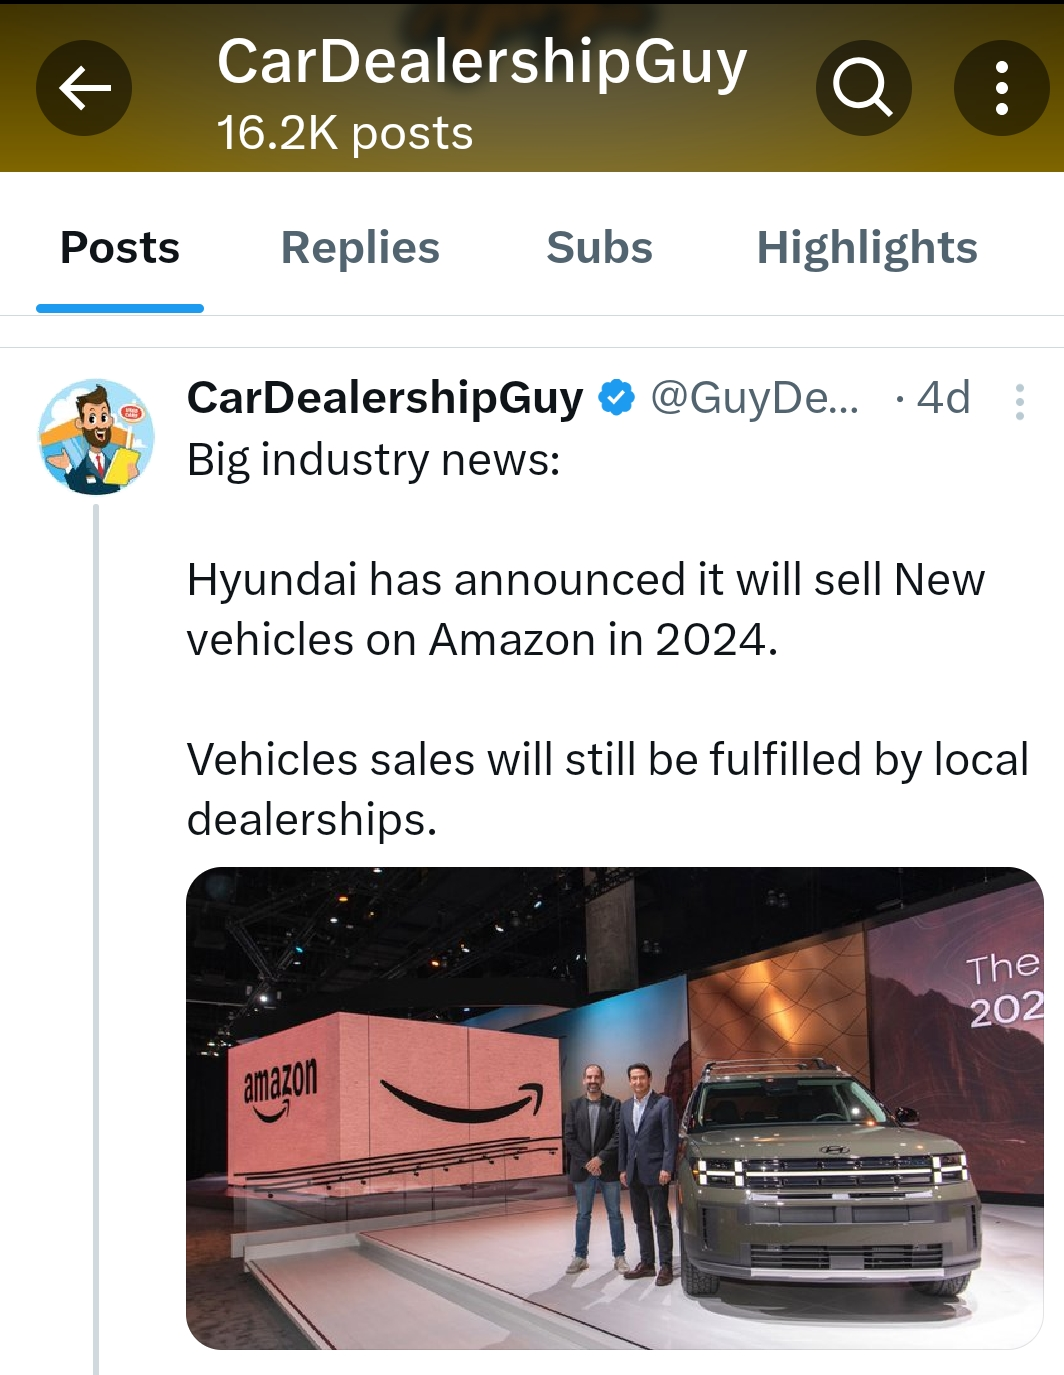 CarDealershipGuy
16.2K posts
Posts Replies Subs Highlights
CarDealershipGuy @GuyDe... · 4d
Big industry news:
Hyundai has announced it will sell New
vehicles on Amazon in 2024.
Vehicles sales will still be fulfilled by local
dealerships.
amazon
The
202